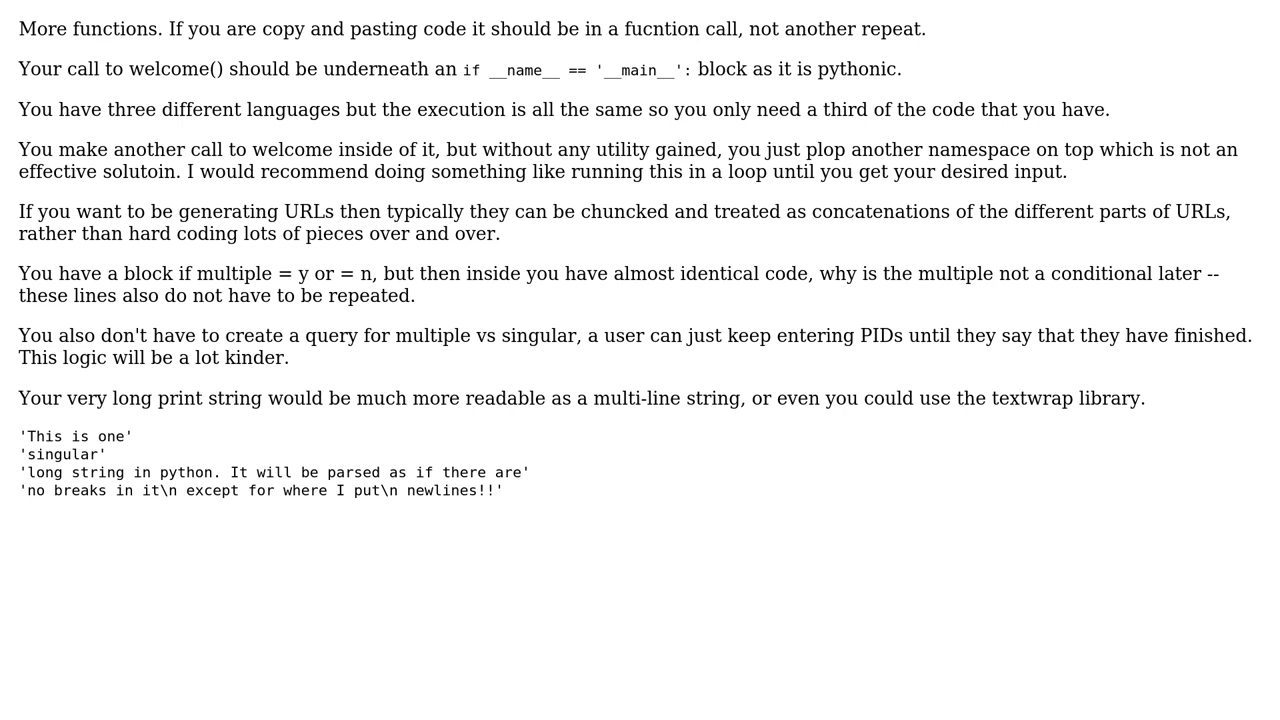 More functions. If you are copy and pasting code it should be in a fucntion call, not another repeat.
Your call to welcome() should be underneath an if __name__ == '__main__': block as it is pythonic.
You have three different languages but the execution is all the same so you only need a third of the code that you have.
You make another call to welcome inside of it, but without any utility gained, you just plop another namespace on top which is not an
effective solutoin. I would recommend doing something like running this in a loop until you get your desired input.
If you want to be generating URLs then typically they can be chuncked and treated as concatenations of the different parts of URLs,
rather than hard coding lots of pieces over and over.
You have a block if multiple = y or = n, but then inside you have almost identical code, why is the multiple not a conditional later --
these lines also do not have to be repeated.
You also don't have to create a query for multiple vs singular, a user can just keep entering PIDs until they say that they have finished.
This logic will be a lot kinder.
Your very long print string would be much more readable as a multi-line string, or even you could use the textwrap library.
'This is one'
'singular'
'long string in python. It will be parsed as if there are'
'no breaks in it\n except for where I put\n newlines!!'